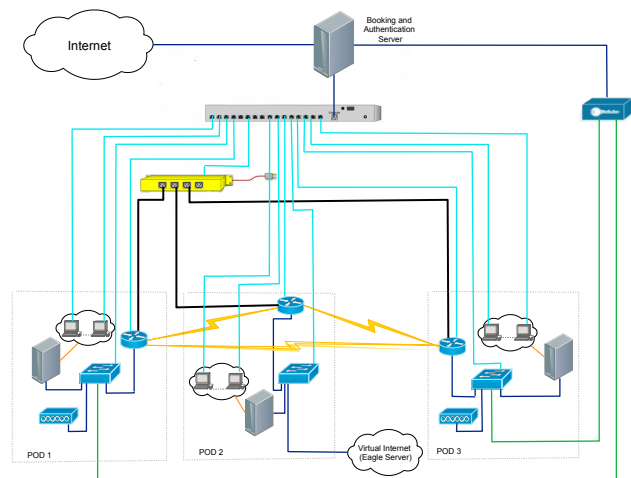 Internet
Booking and
Authentication
Server
POD 1
POD 2
POD 3
Virtual Internet
(Eagle Server)